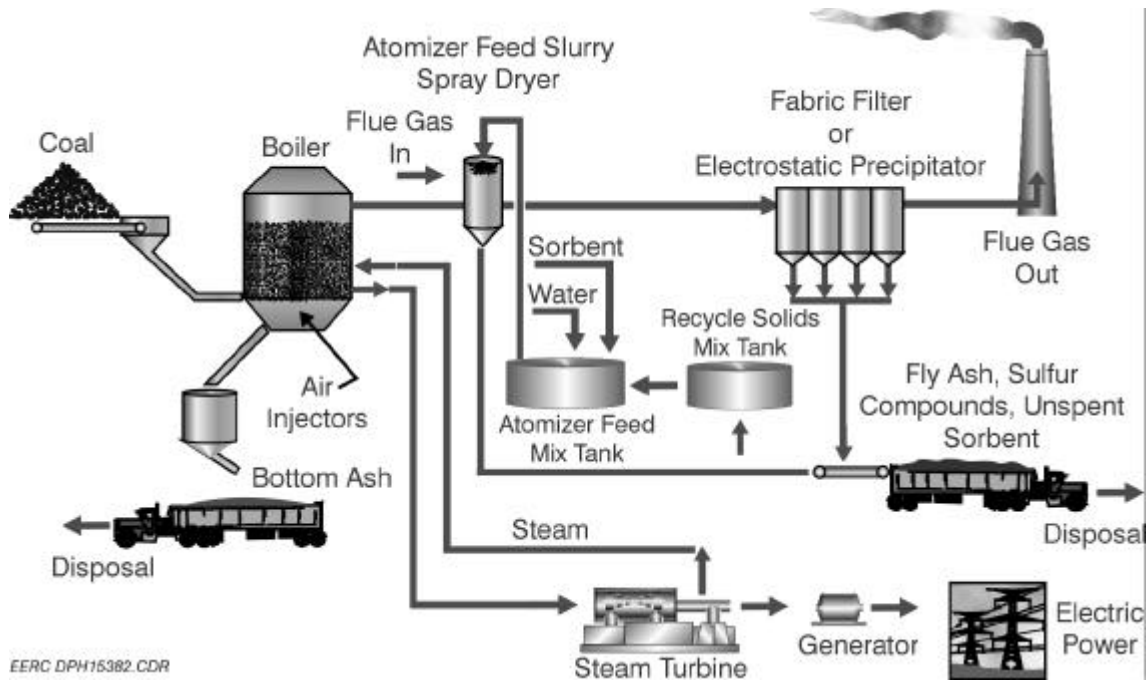 Atomizer Feed Slurry
Spray Dryer
Flue Gas
In
Coal
Boiler
Fabric Filter
or
Electrostatic Precipitator
Flue Gas
Out
Sorbent
Water
Recycle Solids
Mix Tank
Air
Injectors
Atomizer Feed
Mix Tank
Fly Ash, Sulfur
Compounds, Unspent
Sorbent
Bottom Ash
Disposal
Steam
Disposal
Steam Turbine
Generator
Electric
Power
EERC DPH15382.CDR